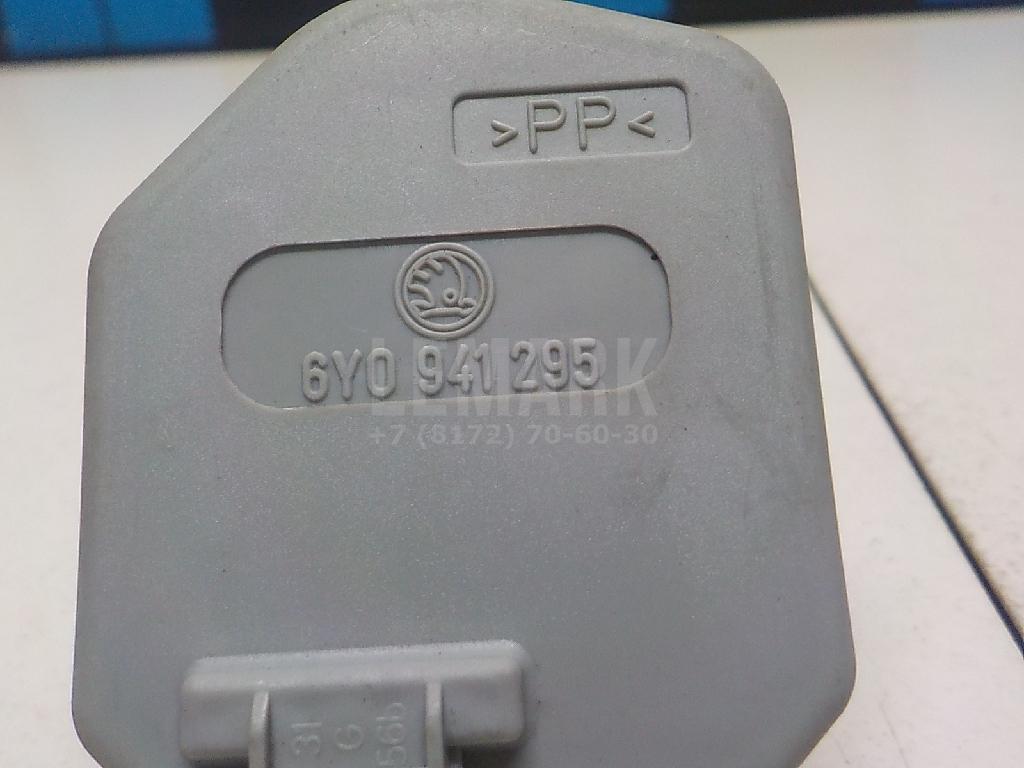 >PP<
6Y0 941 295
LEMARK
+7 (8172) 70-60-30
31
G
56b